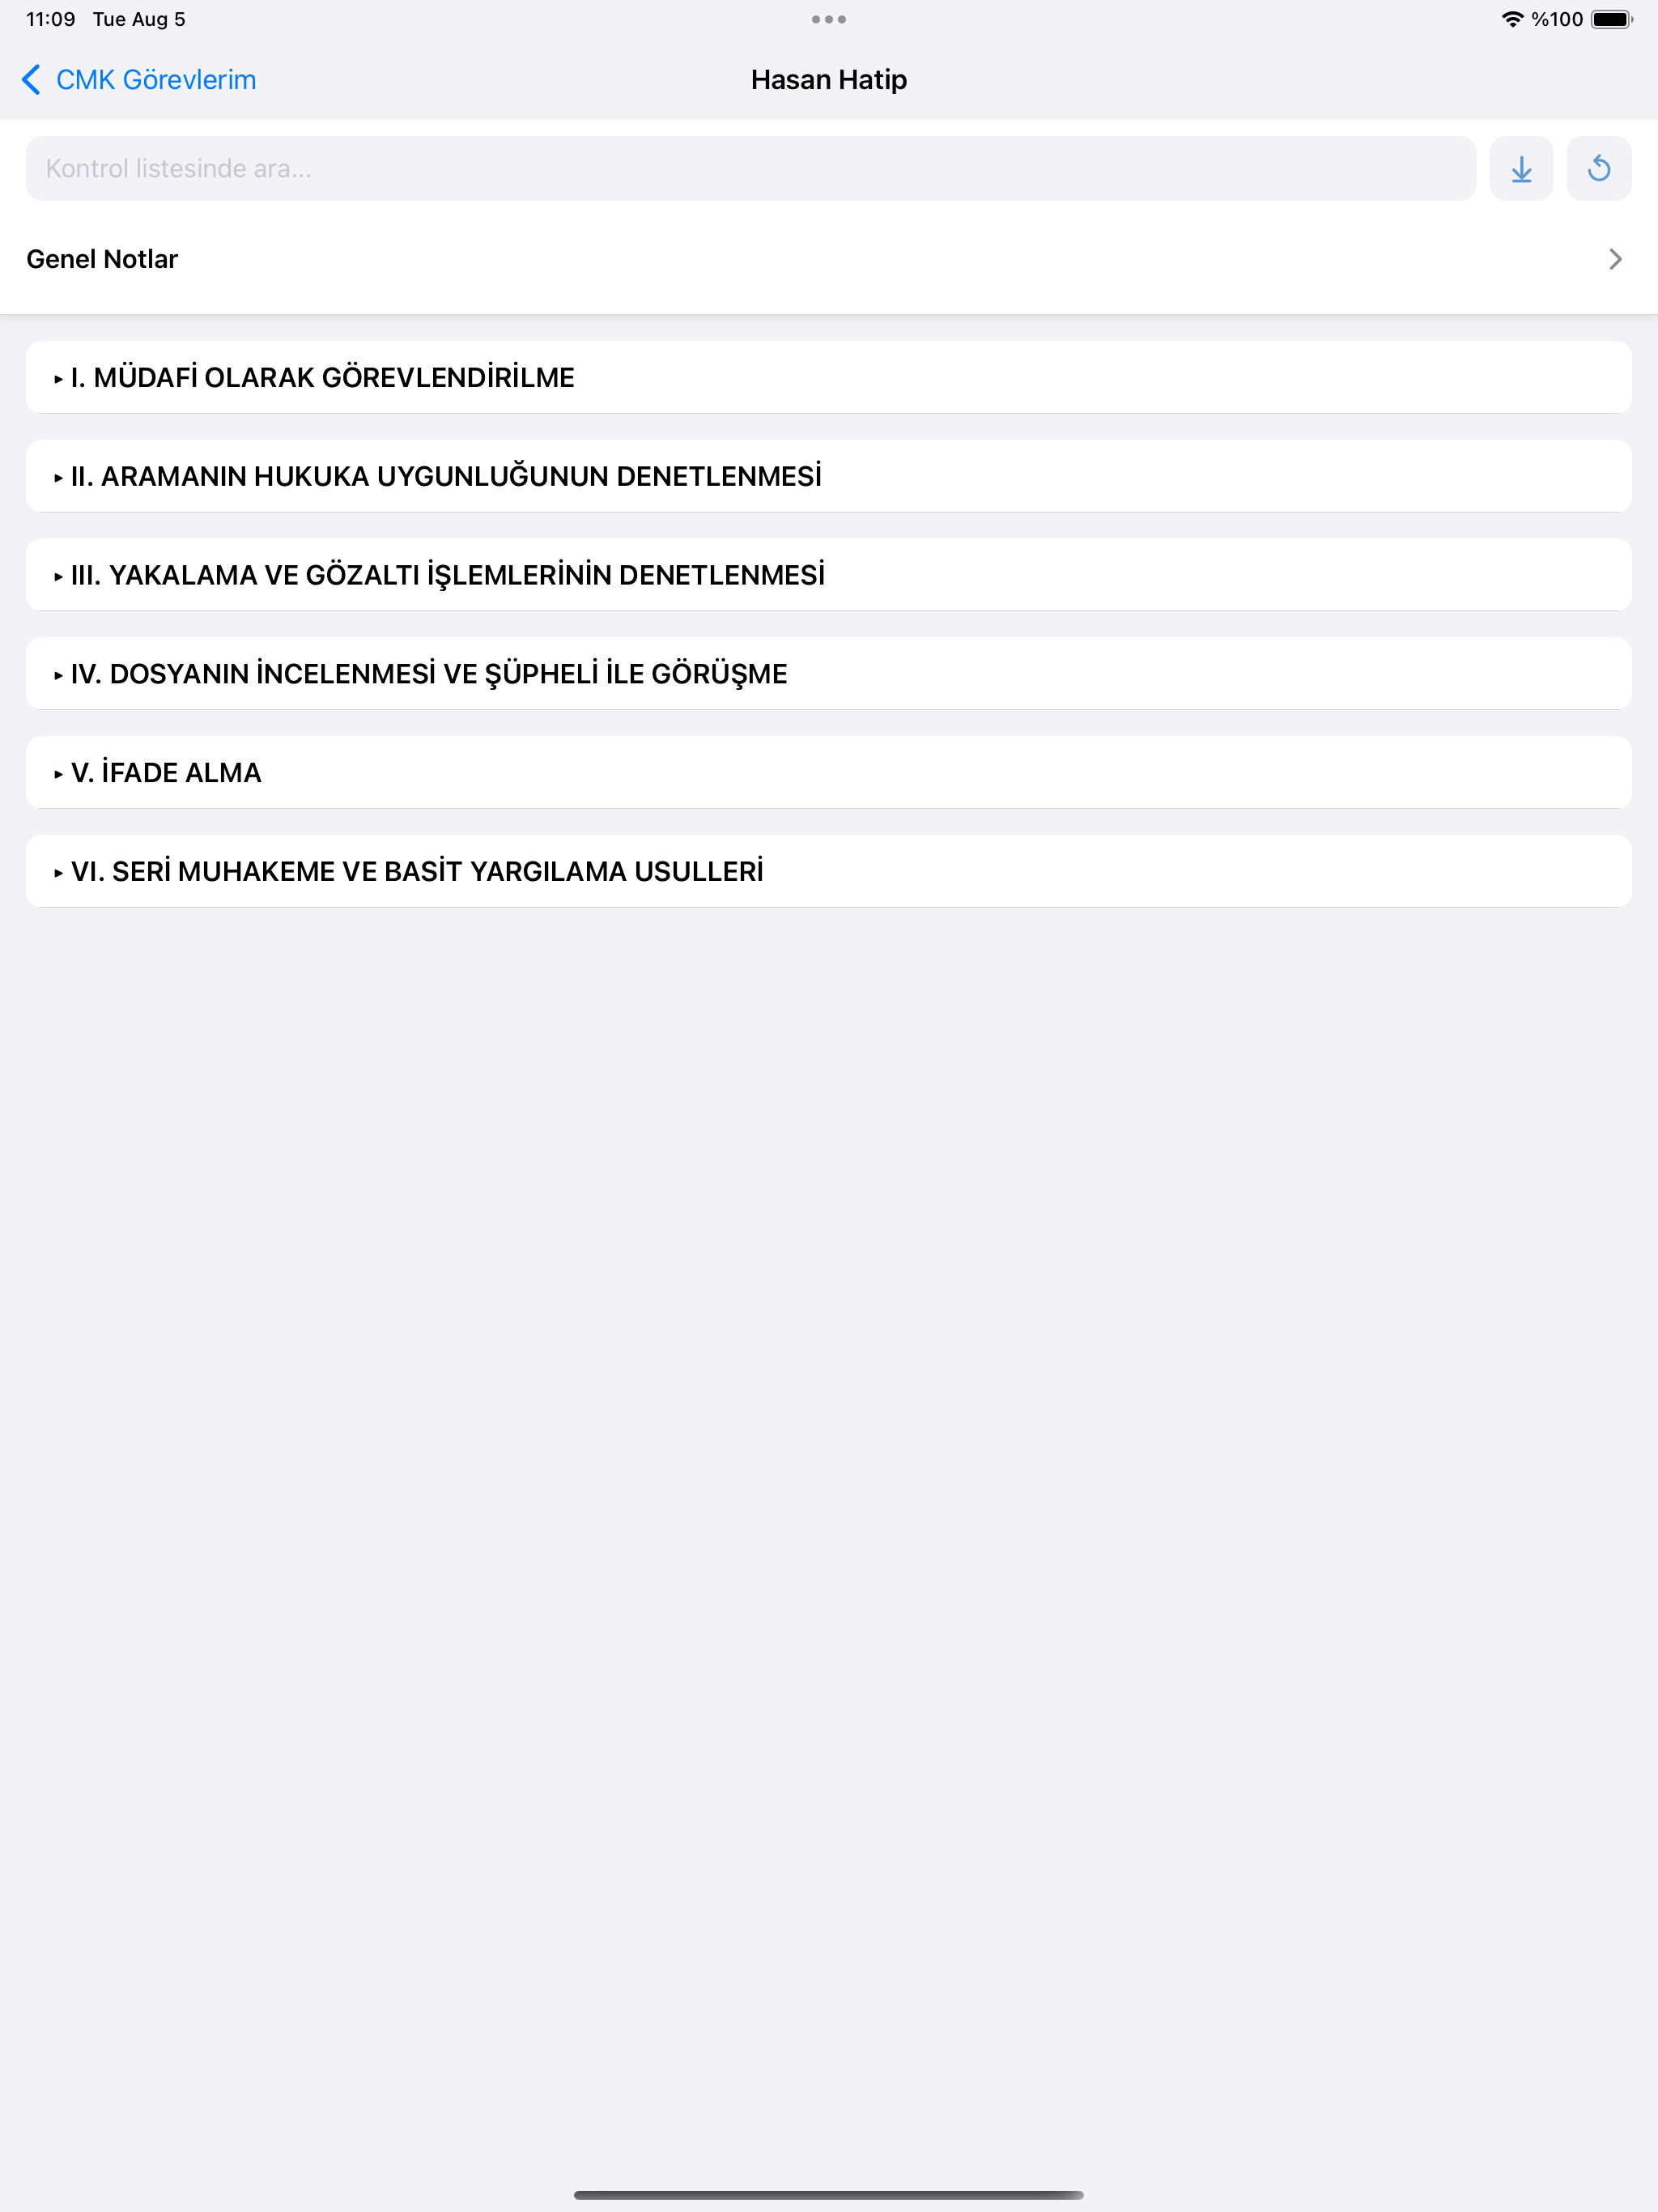 11:09 Tue Aug 5
%100
CMK Görevlerim
Hasan Hatip
Kontrol listesinde ara...
Genel Notlar
▸ I. MÜDAFİ OLARAK GÖREVLENDİRİLME
▸ II. ARAMANIN HUKUKA UYGUNLUĞUNUN DENETLENMESİ
▸ III. YAKALAMA VE GÖZALTI İŞLEMLERİNİN DENETLENMESİ
▸ IV. DOSYANIN İNCELENMESİ VE ŞÜPHELİ İLE GÖRÜŞME
▸ V. İFADE ALMA
▸ VI. SERİ MUHAKEME VE BASİT YARGILAMA USULLERİ